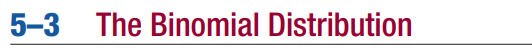 5–3 The Binomial Distribution